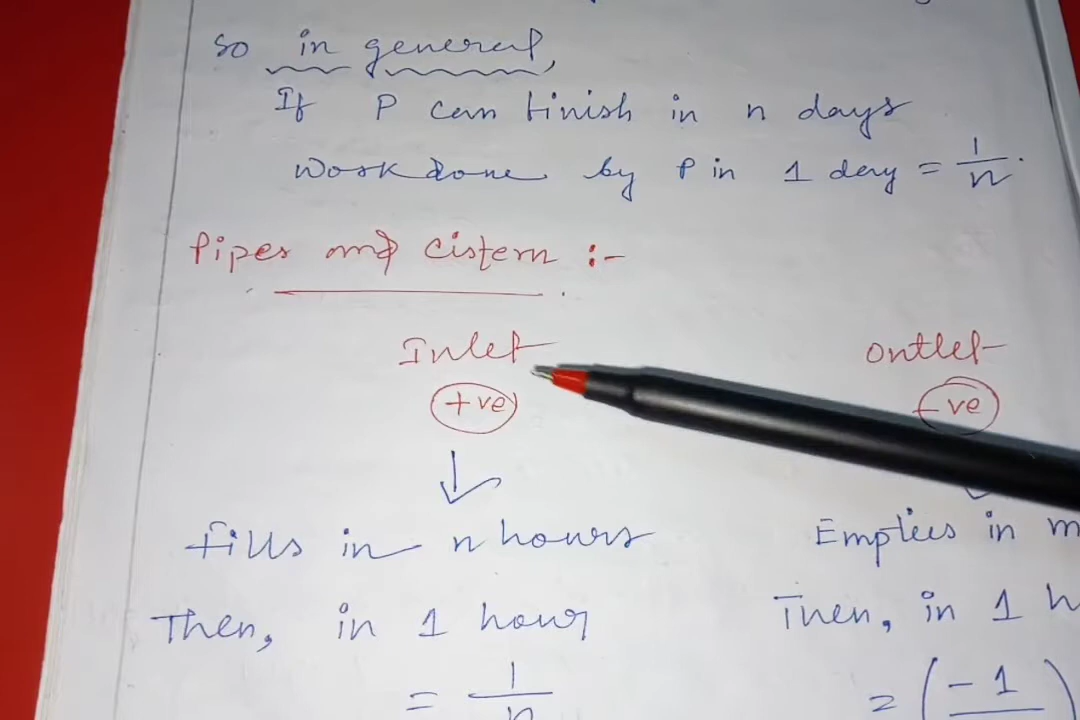 So in general,
If P can finish in n days
Work done by P in 1 day = 1/n.
Pipes and cistern :-
Inlet Outlet
+ve -ve
fills in n hours Empties in m
Then, in 1 hour Then, in 1 h
= 1/n = (-1